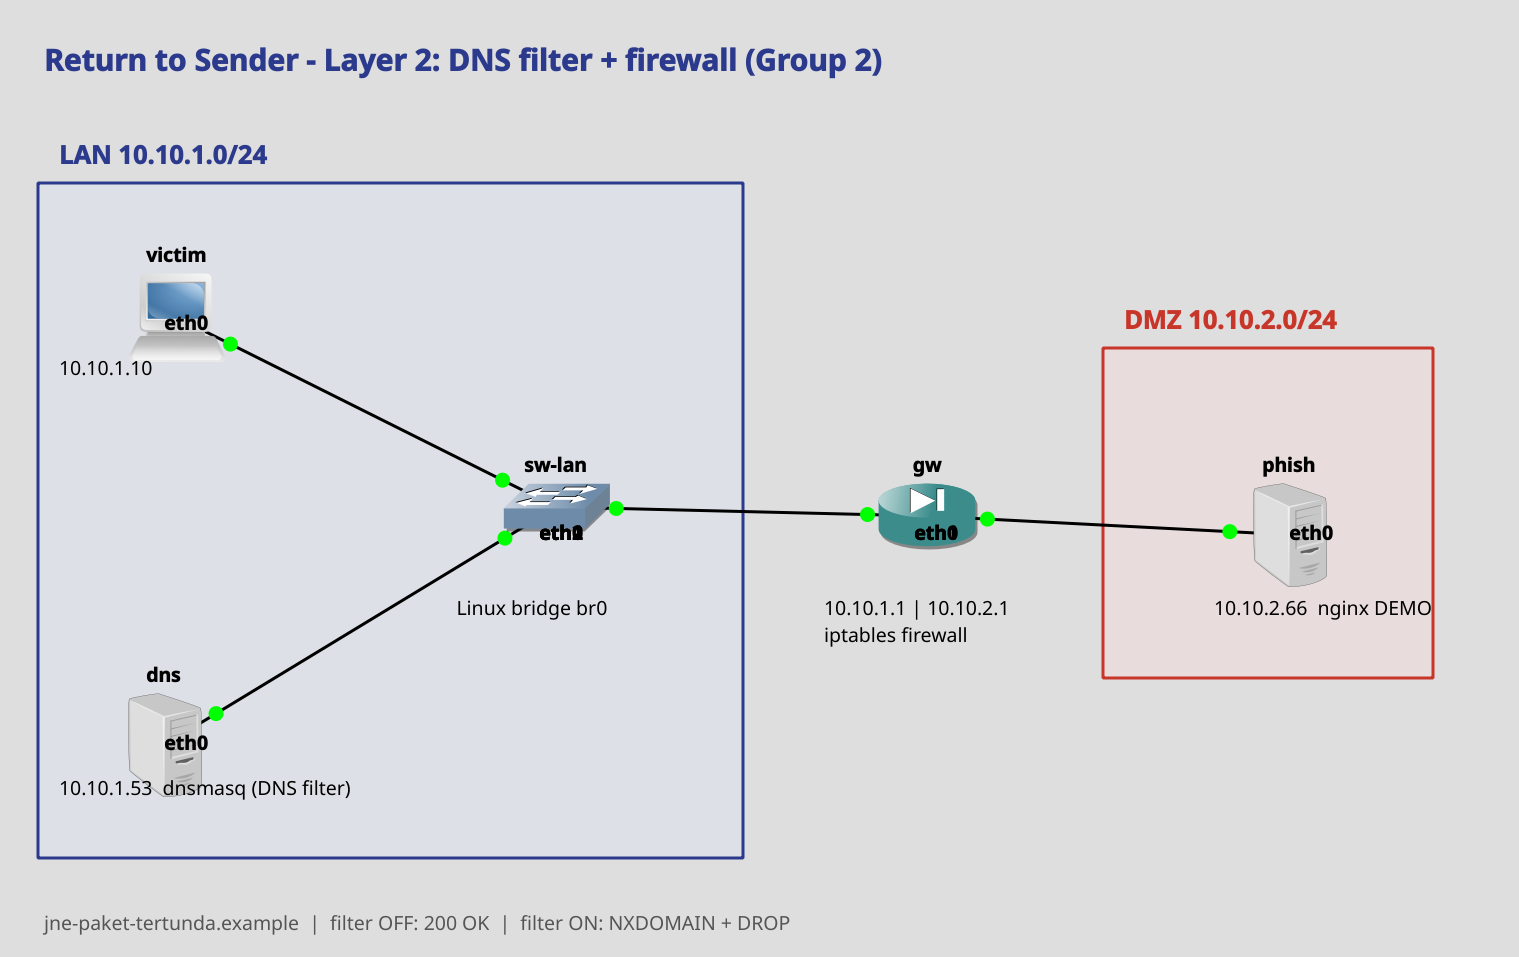 Return to Sender - Layer 2: DNS filter + firewall (Group 2)
LAN 10.10.1.0/24
victim
eth0
10.10.1.10
DMZ 10.10.2.0/24
sw-lan
Linux bridge br0
gw
10.10.1.1 | 10.10.2.1
iptables firewall
phish
eth0
10.10.2.66 nginx DEMO
dns
eth0
10.10.1.53 dnsmasq (DNS filter)
jne-paket-tertunda.example | filter OFF: 200 OK | filter ON: NXDOMAIN + DROP